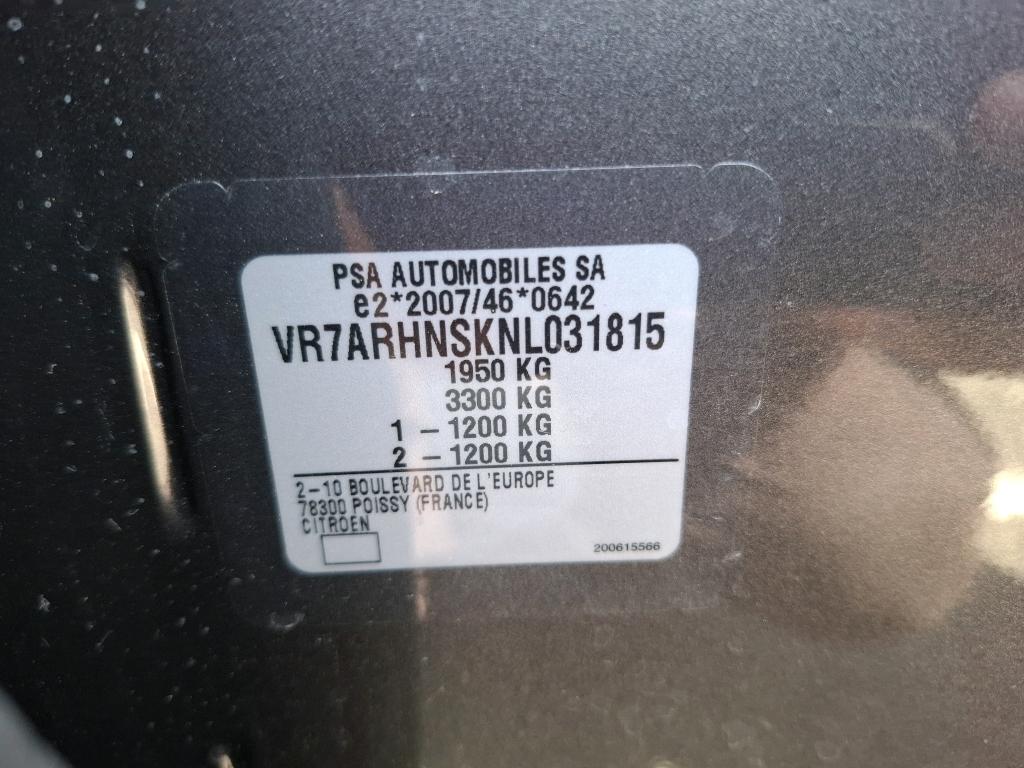 PSA AUTOMOBILES SA
e2*2007/46*0642
VR7ARHNSKNL031815
1950 KG
3300 KG
1 - 1200 KG
2 - 1200 KG
2-10 BOULEVARD DE L'EUROPE
78300 POISSY (FRANCE)
CITROEN
200615566